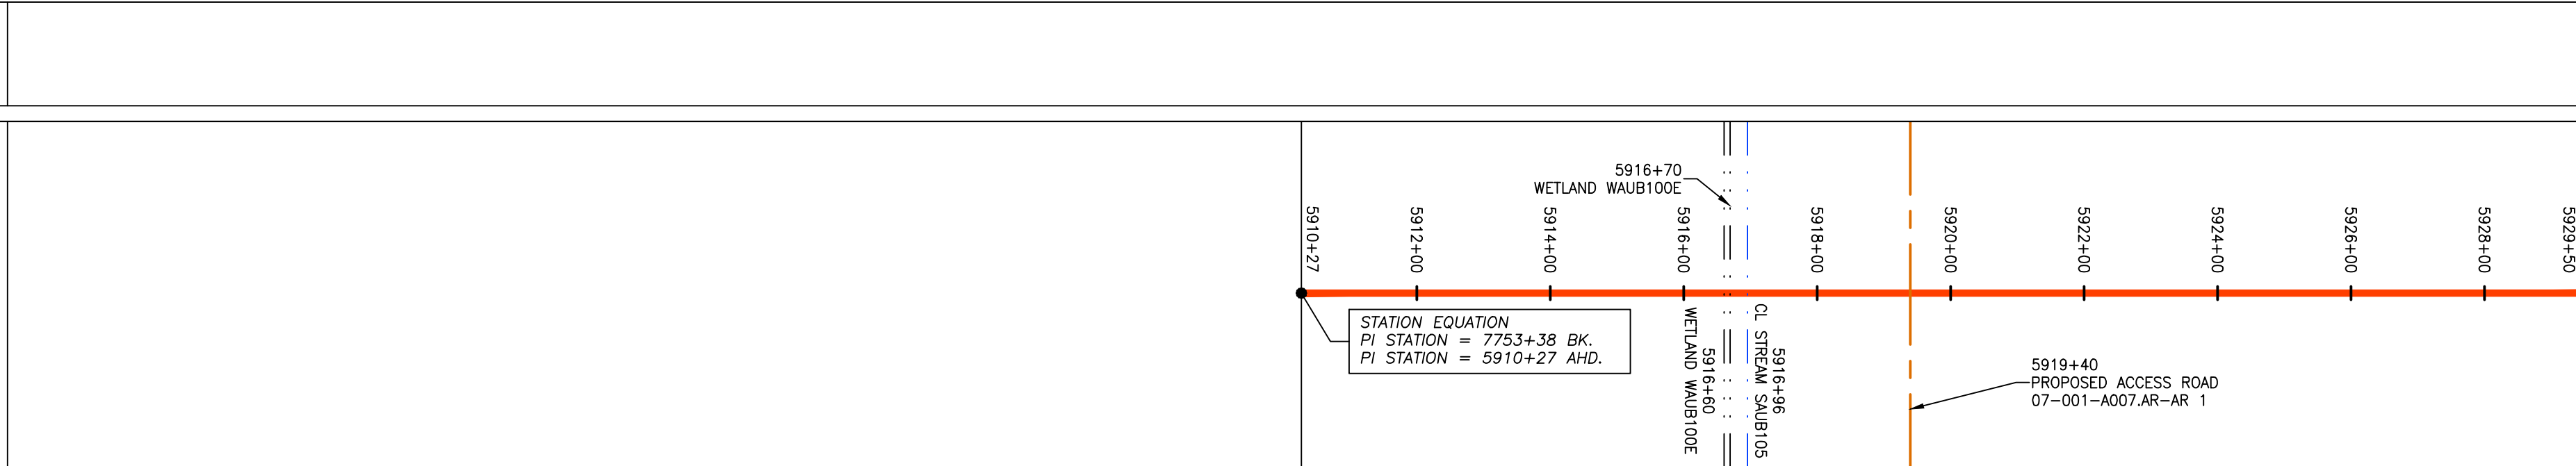 5916+70
WETLAND WAUB100E
5910+27
5912+00
5914+00
5916+00
5918+00
5920+00
5922+00
5924+00
5926+00
5928+00
5929+50
STATION EQUATION
PI STATION = 7753+38 BK.
PI STATION = 5910+27 AHD.
5916+60
WETLAND WAUB100E
5916+96
CL STREAM SAUB105
5919+40
PROPOSED ACCESS ROAD
07-001-A007.AR-AR 1